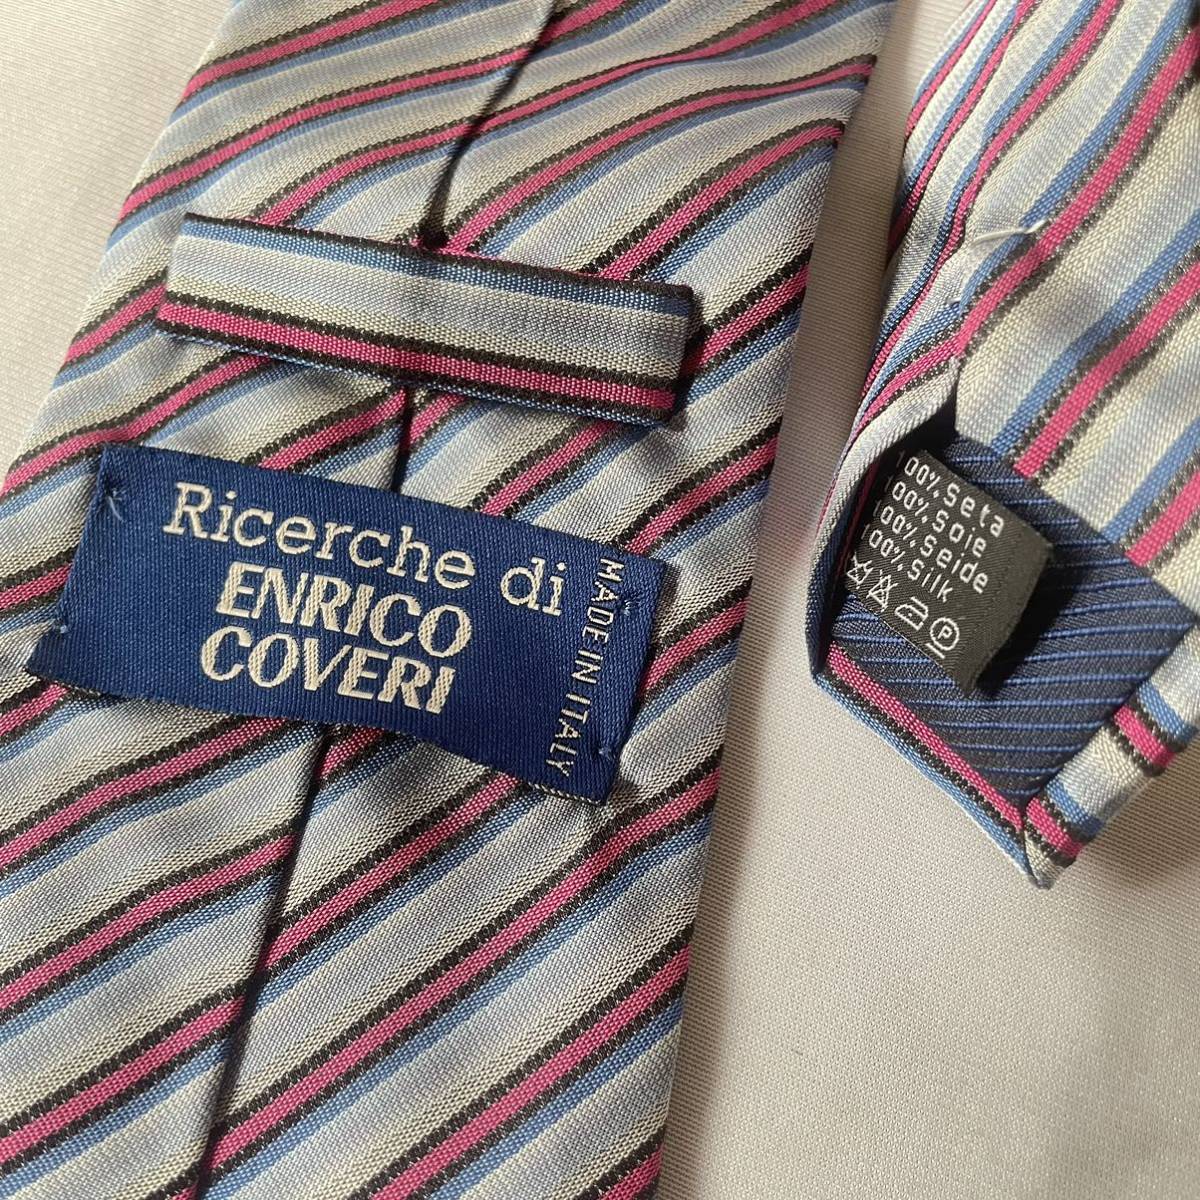 Ricerche di
ENRICO
COVERI
MADE IN ITALY
100% Seta
100% Soie
100% Seide
100% Silk
P